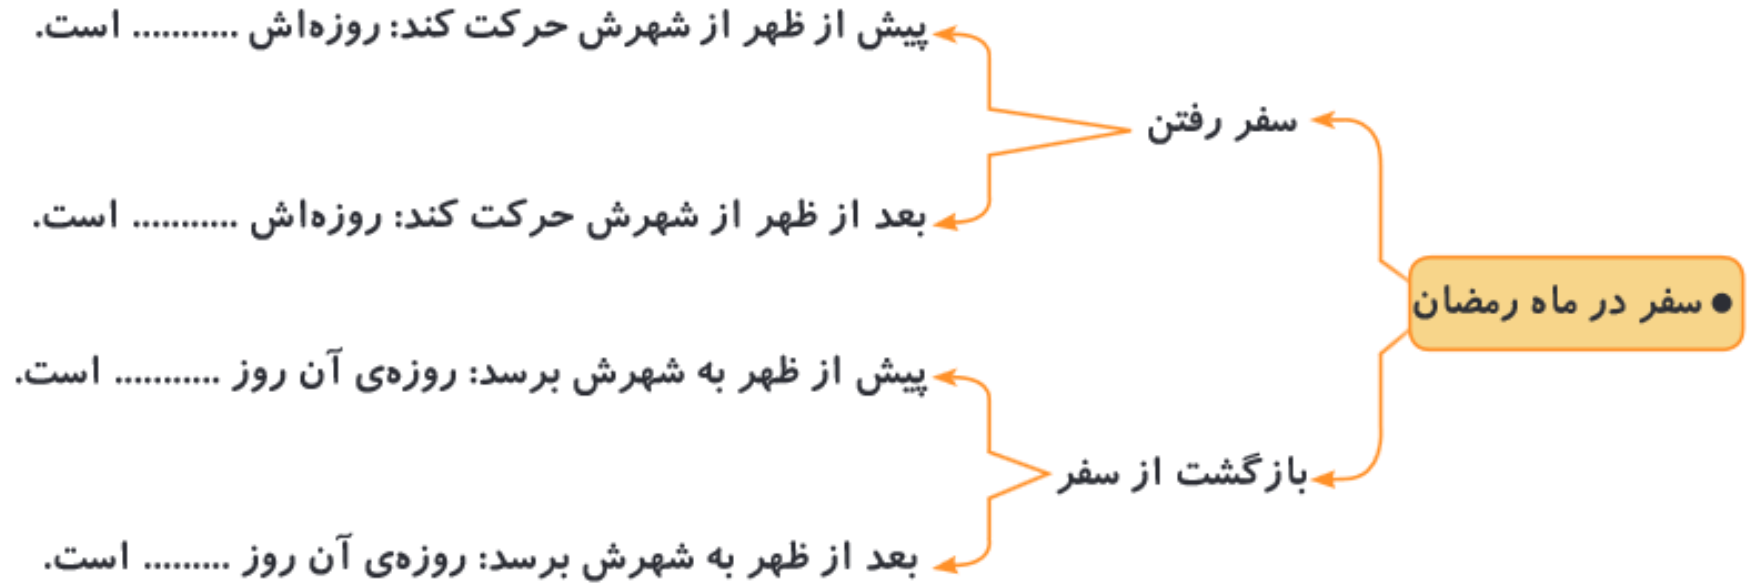 پیش از ظهر از شهرش حرکت کند: روزه‌اش ........... است.
سفر رفتن
بعد از ظهر از شهرش حرکت کند: روزه‌اش ........... است.
● سفر در ماه رمضان
پیش از ظهر به شهرش برسد: روزه‌ی آن روز ........... است.
بازگشت از سفر
بعد از ظهر به شهرش برسد: روزه‌ی آن روز ......... است.